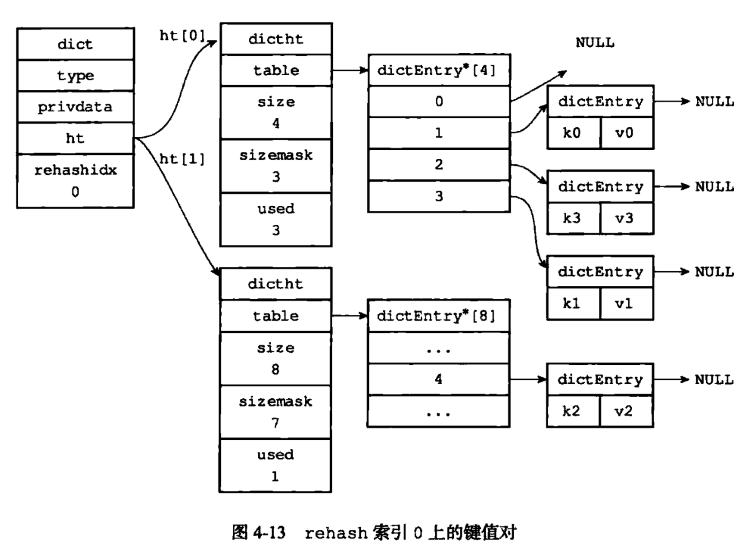 dict
type
privdata
ht
rehashidx
0
ht[0]
ht[1]
dictht
table
size
4
sizemask
3
used
3
dictEntry*[4]
0
1
2
3
NULL
dictEntry
NULL
k0 v0
dictEntry
NULL
k3 v3
dictEntry
NULL
k1 v1
dictht
table
size
8
sizemask
7
used
1
dictEntry*[8]
...
4
...
dictEntry
NULL
k2 v2
图 4-13 rehash 索引 0 上的键值对